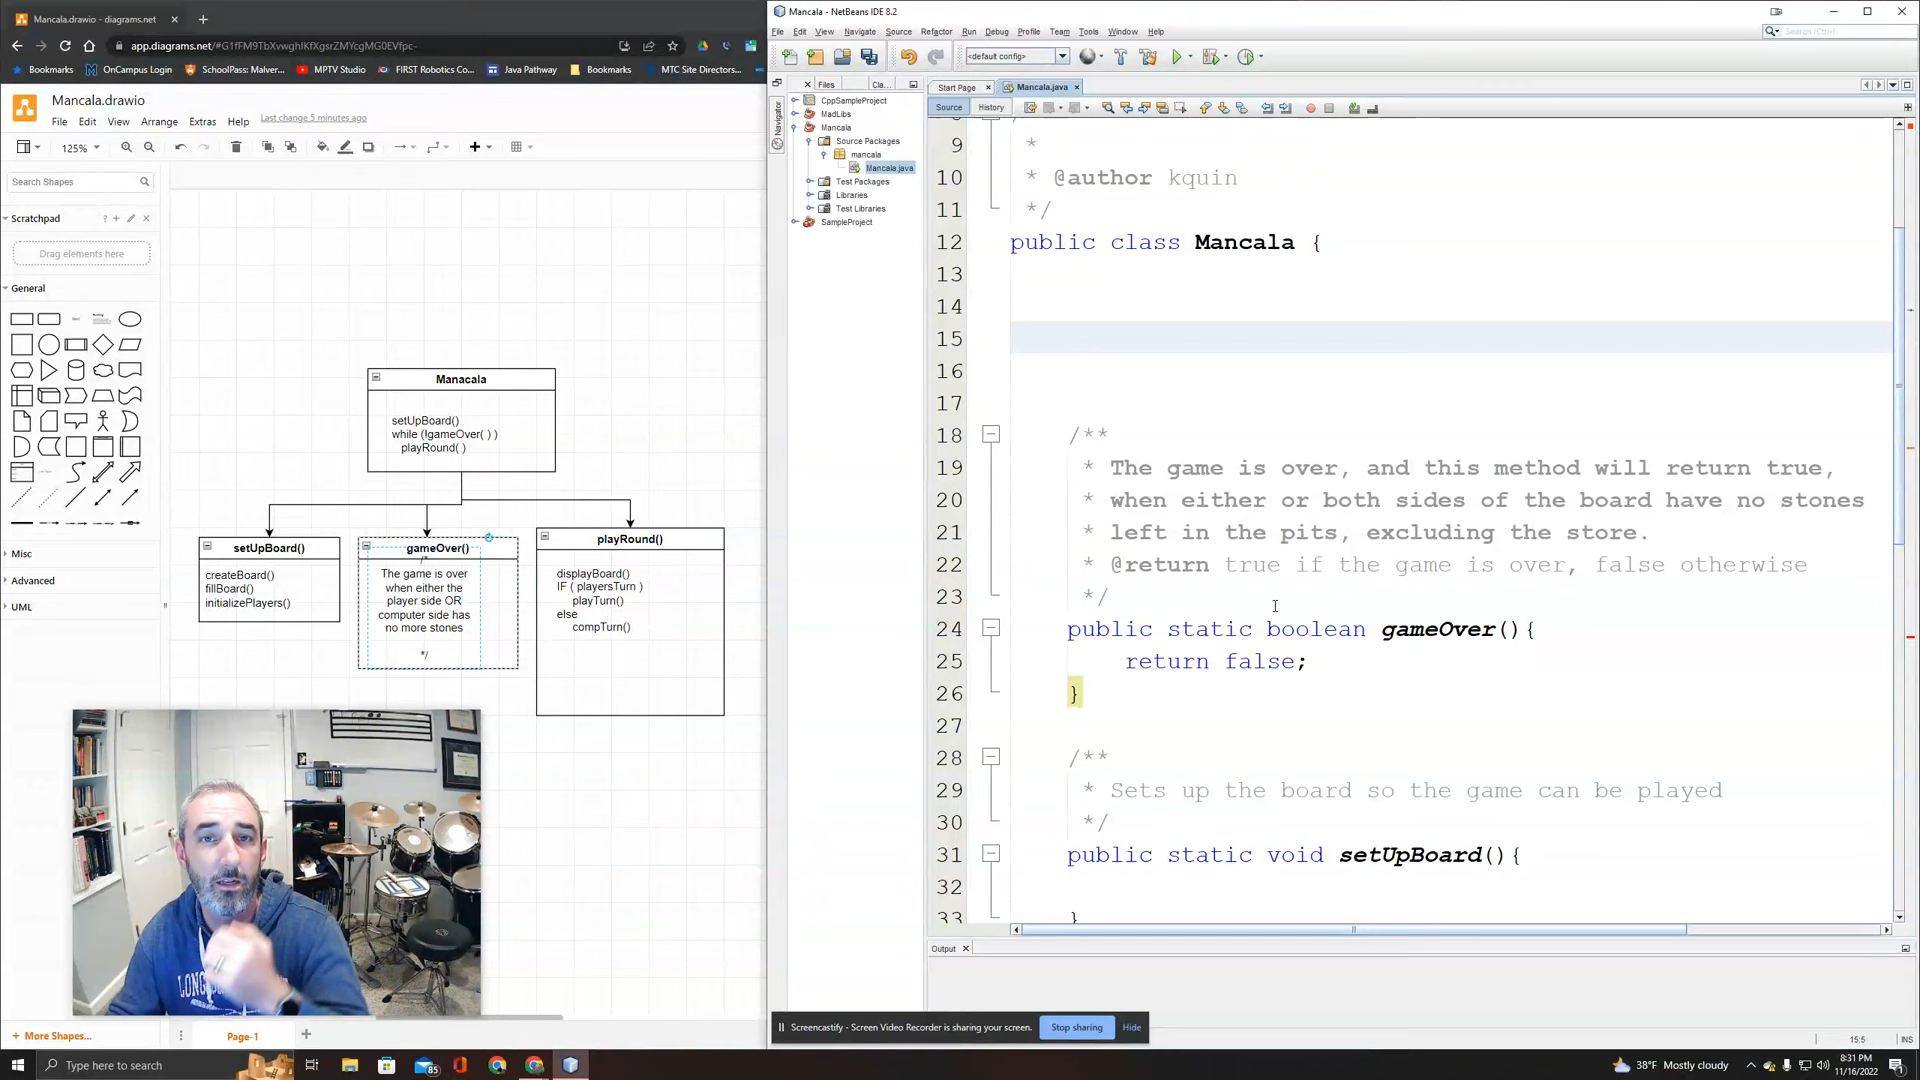 Mancala.drawio - diagrams.net
app.diagrams.net/#G1fFM9TbXvwghIKfXgsrZMYcgMG0EVfpc-
Bookmarks
OnCampus Login
SchoolPass: Malver...
MPTV Studio
FIRST Robotics Co...
Java Pathway
Bookmarks
MTC Site Directors...
Mancala.drawio
File Edit View Arrange Extras Help Last change 5 minutes ago
125%
Search Shapes
Scratchpad
Drag elements here
General
Misc
Advanced
UML
Manacala
setUpBoard()
while (!gameOver( ) )
playRound( )
setUpBoard()
createBoard()
fillBoard()
initializePlayers()
gameOver()
/*
The game is over
when either the
player side OR
computer side has
no more stones
*/
playRound()
displayBoard()
IF ( playersTurn )
playTurn()
else
compTurn()
+ More Shapes...
Page-1
Type here to search
85
Mancala - NetBeans IDE 8.2
File Edit View Navigate Source Refactor Run Debug Profile Team Tools Window Help
Search (Ctrl+I)
<default config>
Files
Cla...
Start Page
Mancala.java
Source
History
Navigator
CppSampleProject
MadLibs
Mancala
Source Packages
mancala
Mancala.java
Test Packages
Libraries
Test Libraries
SampleProject
9 *
10 * @author kquin
11 */
12 public class Mancala {
13
14
15
16
17
18 /**
19 * The game is over, and this method will return true,
20 * when either or both sides of the board have no stones
21 * left in the pits, excluding the store.
22 * @return true if the game is over, false otherwise
23 */
24 public static boolean gameOver(){
25 return false;
26 }
27
28 /**
29 * Sets up the board so the game can be played
30 */
31 public static void setUpBoard(){
32
33 }
Output
Screencastify - Screen Video Recorder is sharing your screen.
Stop sharing
Hide
15:5
INS
38°F Mostly cloudy
8:31 PM
11/16/2022